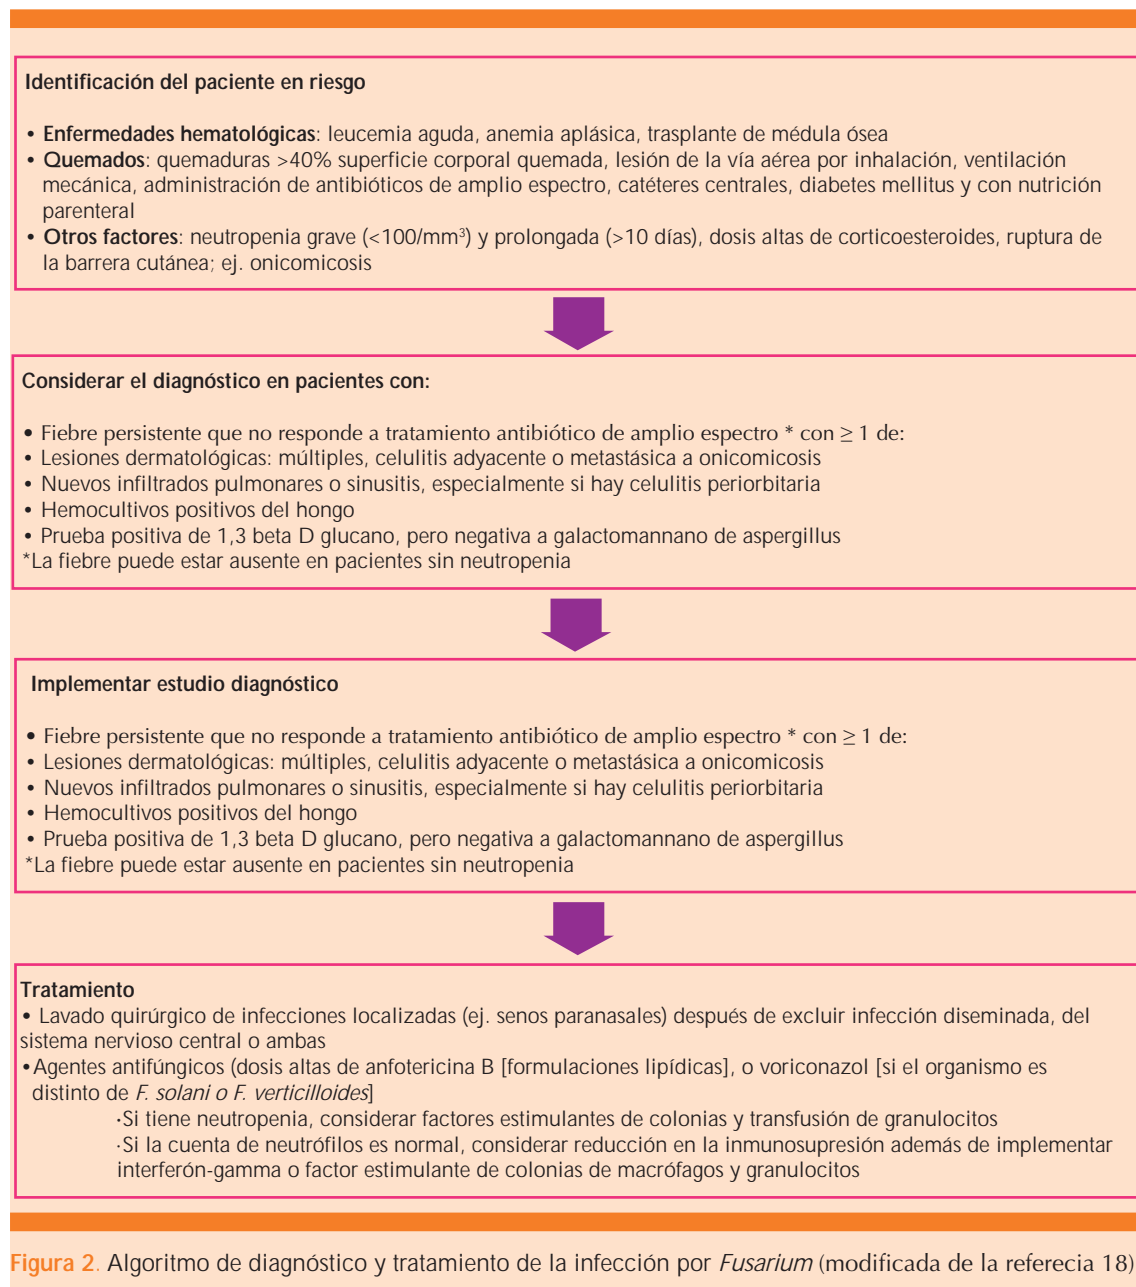 Identificación del paciente en riesgo
• Enfermedades hematológicas: leucemia aguda, anemia aplásica, trasplante de médula ósea
• Quemados: quemaduras >40% superficie corporal quemada, lesión de la vía aérea por inhalación, ventilación
mecánica, administración de antibióticos de amplio espectro, catéteres centrales, diabetes mellitus y con nutrición
parenteral
• Otros factores: neutropenia grave (<100/mm³) y prolongada (>10 días), dosis altas de corticoesteroides, ruptura de
la barrera cutánea; ej. onicomicosis
Considerar el diagnóstico en pacientes con:
• Fiebre persistente que no responde a tratamiento antibiótico de amplio espectro * con ≥ 1 de:
• Lesiones dermatológicas: múltiples, celulitis adyacente o metastásica a onicomicosis
• Nuevos infiltrados pulmonares o sinusitis, especialmente si hay celulitis periorbitaria
• Hemocultivos positivos del hongo
• Prueba positiva de 1,3 beta D glucano, pero negativa a galactomannano de aspergillus
*La fiebre puede estar ausente en pacientes sin neutropenia
Implementar estudio diagnóstico
• Fiebre persistente que no responde a tratamiento antibiótico de amplio espectro * con ≥ 1 de:
• Lesiones dermatológicas: múltiples, celulitis adyacente o metastásica a onicomicosis
• Nuevos infiltrados pulmonares o sinusitis, especialmente si hay celulitis periorbitaria
• Hemocultivos positivos del hongo
• Prueba positiva de 1,3 beta D glucano, pero negativa a galactomannano de aspergillus
*La fiebre puede estar ausente en pacientes sin neutropenia
Tratamiento
• Lavado quirúrgico de infecciones localizadas (ej. senos paranasales) después de excluir infección diseminada, del
sistema nervioso central o ambas
•Agentes antifúngicos (dosis altas de anfotericina B [formulaciones lipídicas], o voriconazol [si el organismo es
distinto de F. solani o F. verticilloides]
·Si tiene neutropenia, considerar factores estimulantes de colonias y transfusión de granulocitos
·Si la cuenta de neutrófilos es normal, considerar reducción en la inmunosupresión además de implementar
interferón-gamma o factor estimulante de colonias de macrófagos y granulocitos
Figura 2. Algoritmo de diagnóstico y tratamiento de la infección por Fusarium (modificada de la referecia 18)